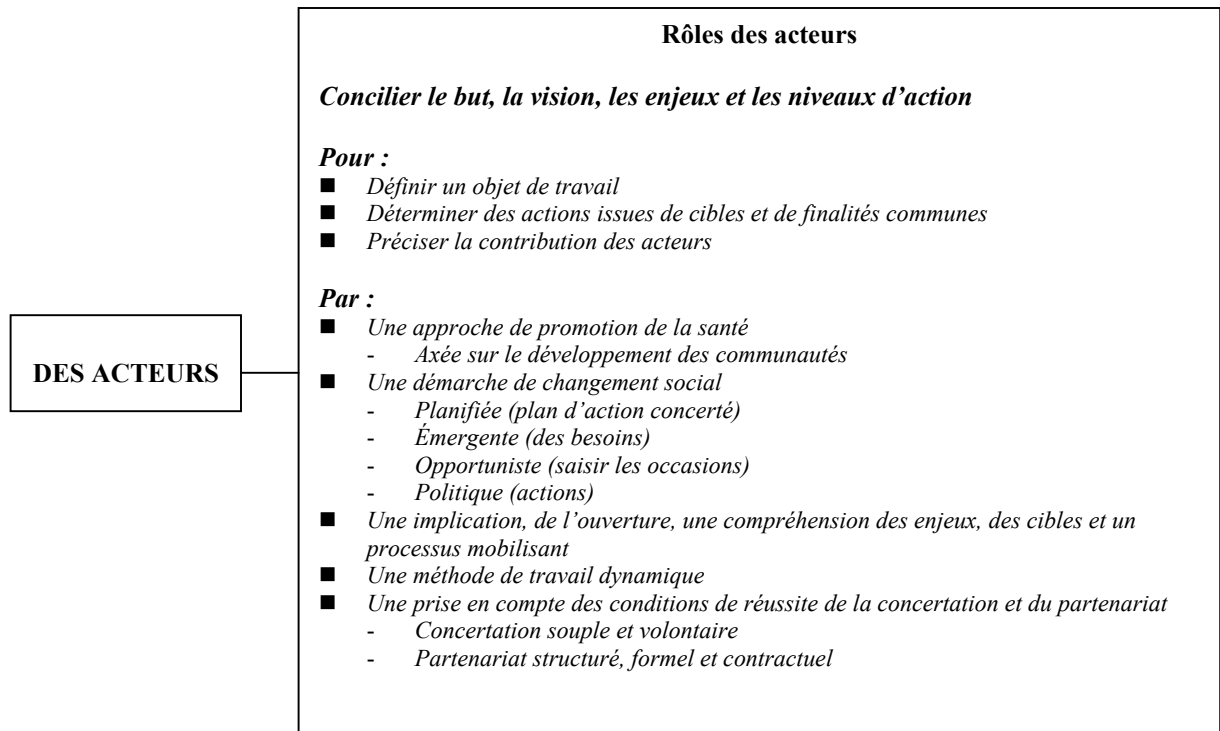 Rôles des acteurs
Concilier le but, la vision, les enjeux et les niveaux d’action
Pour :
■ Définir un objet de travail
■ Déterminer des actions issues de cibles et de finalités communes
■ Préciser la contribution des acteurs
Par :
■ Une approche de promotion de la santé
- Axée sur le développement des communautés
■ Une démarche de changement social
- Planifiée (plan d’action concerté)
- Émergente (des besoins)
- Opportuniste (saisir les occasions)
- Politique (actions)
■ Une implication, de l’ouverture, une compréhension des enjeux, des cibles et un
processus mobilisant
■ Une méthode de travail dynamique
■ Une prise en compte des conditions de réussite de la concertation et du partenariat
- Concertation souple et volontaire
- Partenariat structuré, formel et contractuel
DES ACTEURS